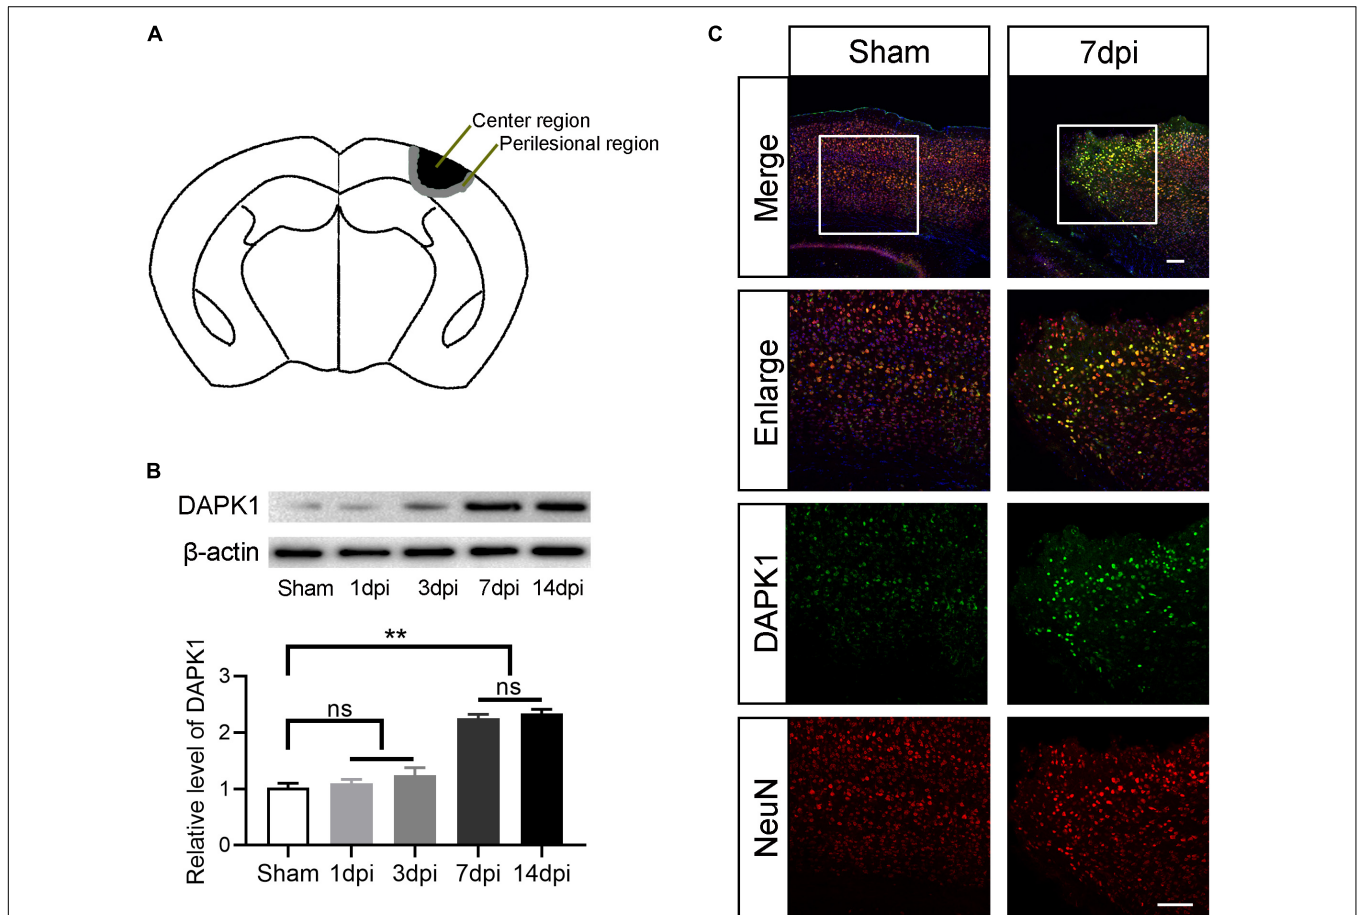 A
Center region
Perilesional region
B
DAPK1
β-actin
Sham 1dpi 3dpi 7dpi 14dpi
Relative level of DAPK1
3
2
1
0
**
ns
ns
Sham 1dpi 3dpi 7dpi 14dpi
C
Sham 7dpi
Merge
Enlarge
DAPK1
NeuN